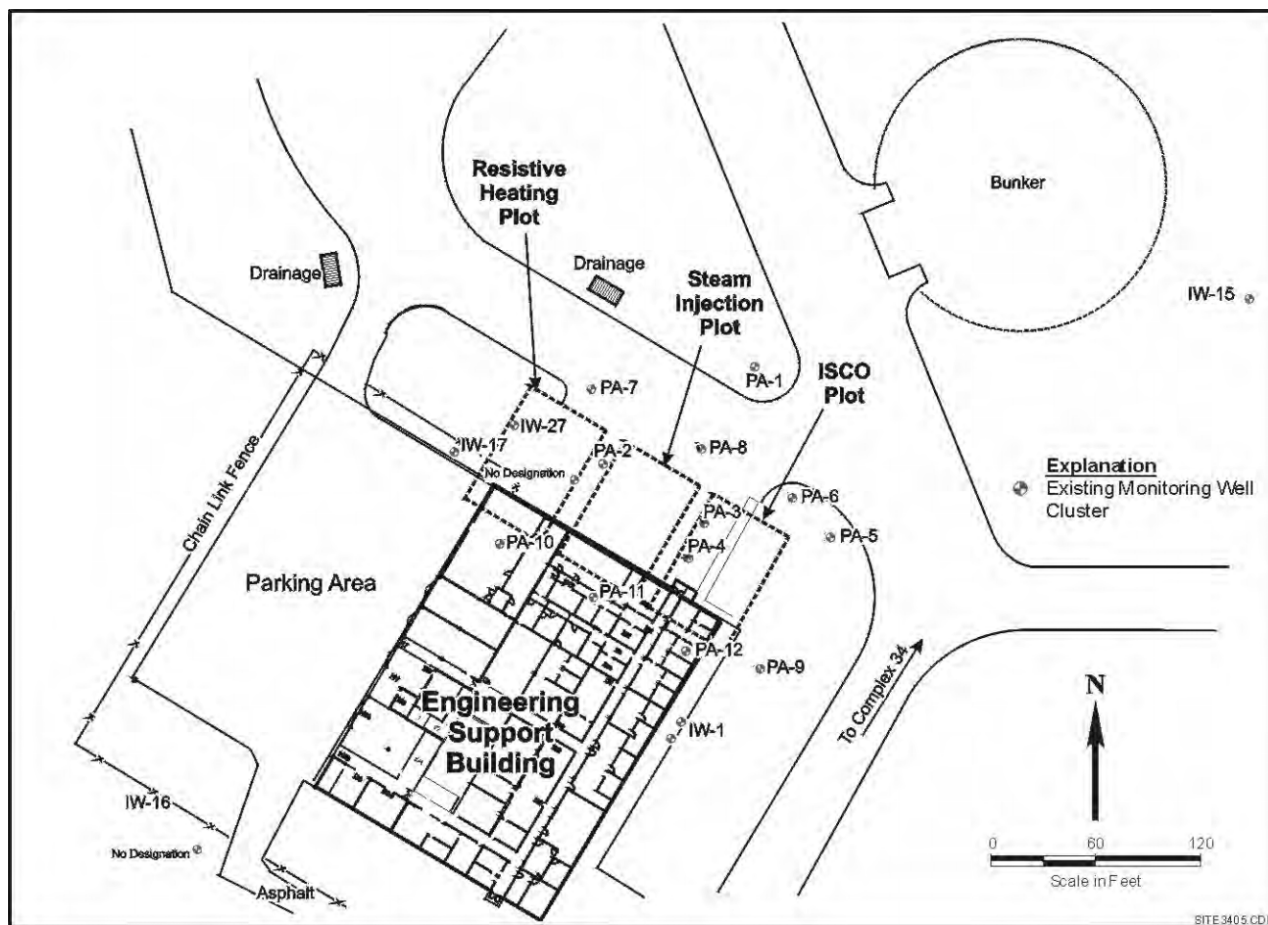 Resistive
Heating
Plot
Bunker
Drainage
Drainage
Steam
Injection
Plot
IW-15
PA-1
ISCO
Plot
PA-7
IW-27
IW-17
PA-2
PA-8
No Designation
Explanation
Existing Monitoring Well
Cluster
PA-6
PA-3
PA-5
PA-4
PA-10
Chain Link Fence
Parking Area
PA-11
PA-12
PA-9
To Complex 34
N
Engineering
Support
Building
IW-1
IW-16
No Designation
Asphalt
0 60 120
Scale in Feet